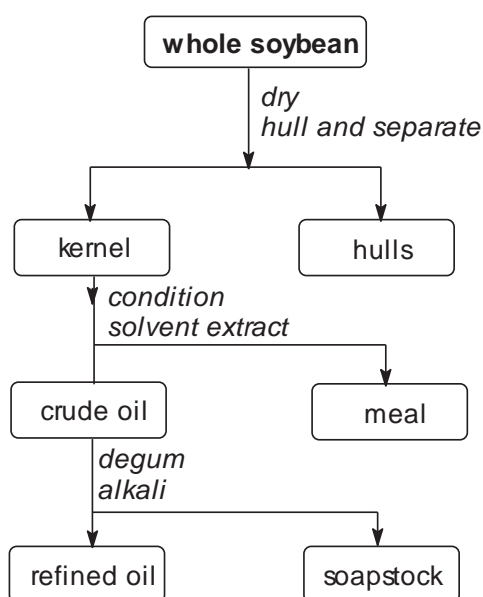 whole soybean
dry
hull and separate
kernel
hulls
condition
solvent extract
crude oil
meal
degum
alkali
refined oil
soapstock